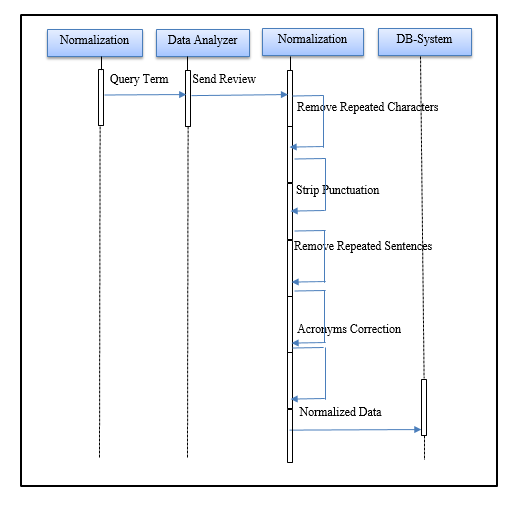 Normalization
Data Analyzer
Normalization
DB-System
Query Term
Send Review
Remove Repeated Characters
Strip Punctuation
Remove Repeated Sentences
Acronyms Correction
Normalized Data